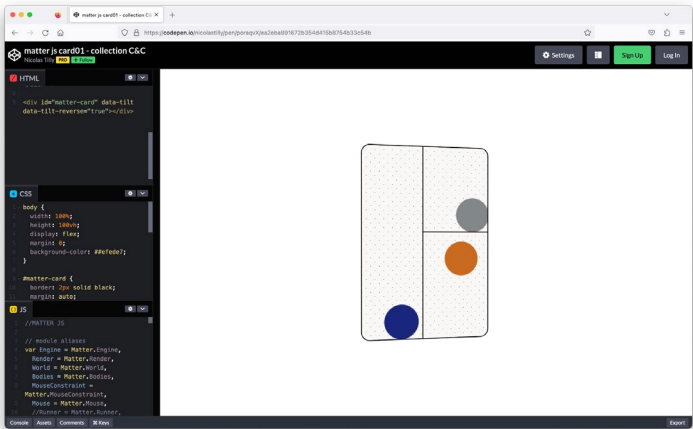 matter js card01 - collection C&C
https://codepen.io/nicolastilly/pen/poraqvX/ea2eba891672b354d415b8754b33c64b
matter js card01 - collection C&C
Nicolas Tilly PRO + Follow
Settings
Sign Up
Log In
HTML
<div id="matter-card" data-tilt
data-tilt-reverse="true"></div>
CSS
body {
width: 100%;
height: 100vh;
display: flex;
margin: 0;
background-color: ##efede7;
}
#matter-card {
border: 2px solid black;
margin: auto;
JS
//MATTER JS
// module aliases
var Engine = Matter.Engine,
Render = Matter.Render,
World = Matter.World,
Bodies = Matter.Bodies,
MouseConstraint =
Matter.MouseConstraint,
Mouse = Matter.Mouse,
//Runner = Matter.Runner,
Console Assets Comments ⌘ Keys
Export